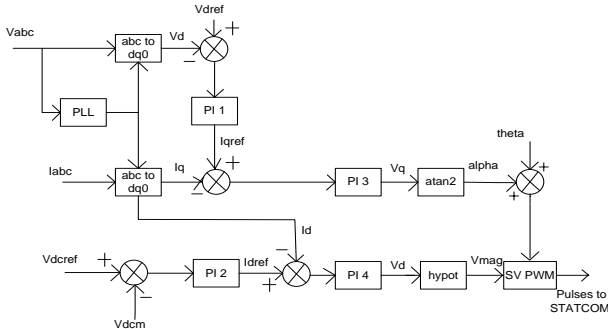 Vdref
+
Vabc
abc to
dq0
Vd
−
PLL
PI 1
Iqref
+
theta
Iabc
abc to
dq0
Iq
−
PI 3
Vq
atan2
alpha
+
+
Id
−
Vdcref
+
PI 2
Idref
+
PI 4
Vd
hypot
Vmag
SV PWM
−
Vdcm
Pulses to
STATCOM